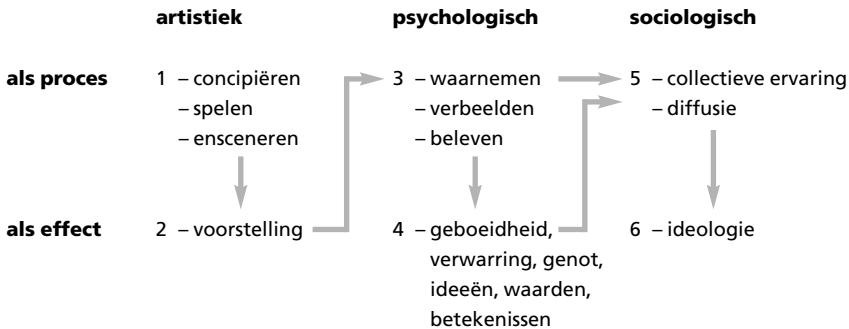 artistiek psychologisch sociologisch
als proces 1 – concipiëren 3 – waarnemen 5 – collectieve ervaring
– spelen – verbeelden – diffusie
– ensceneren – beleven
als effect 2 – voorstelling 4 – geboeidheid, 6 – ideologie
verwarring, genot,
ideeën, waarden,
betekenissen